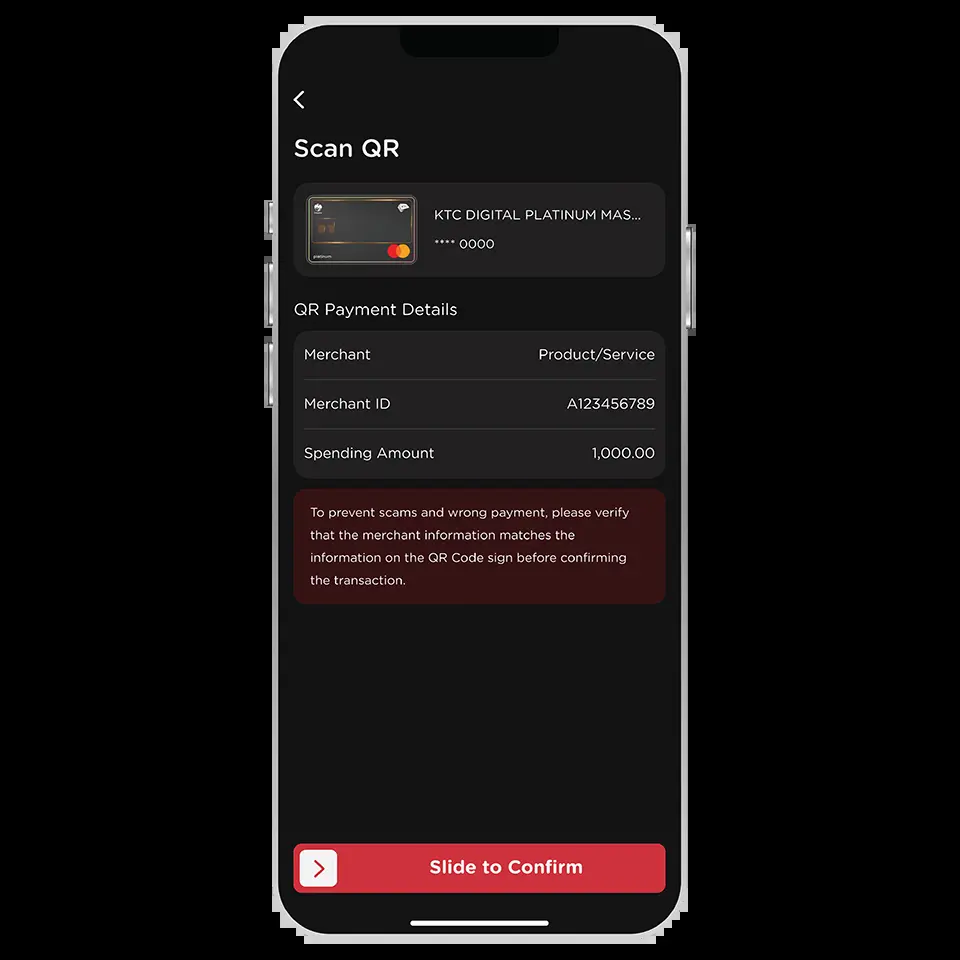 Scan QR
KTC DIGITAL PLATINUM MAS...
**** 0000
platinum
QR Payment Details
Merchant Product/Service
Merchant ID A123456789
Spending Amount 1,000.00
To prevent scams and wrong payment, please verify
that the merchant information matches the
information on the QR Code sign before confirming
the transaction.
Slide to Confirm